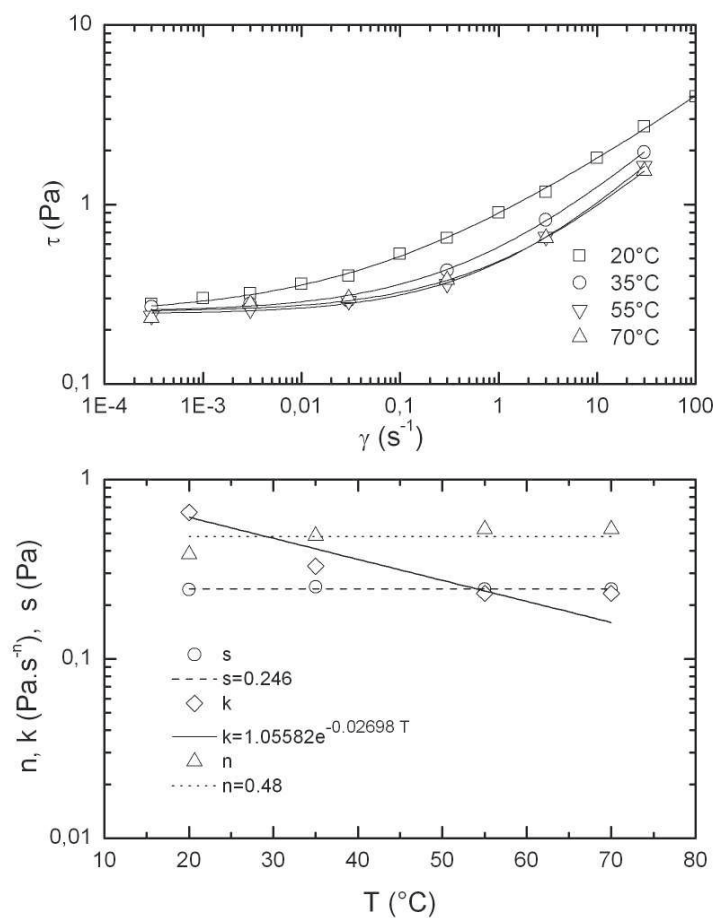 10
τ (Pa)
1
20°C
35°C
55°C
70°C
0,1
1E-4 1E-3 0,01 0,1 1 10 100
γ (s-1)
1
n, k (Pa.s-n), s (Pa)
0,1
s
s=0.246
k
k=1.05582e-0.02698 T
n
n=0.48
0,01
10 20 30 40 50 60 70 80
T (°C)